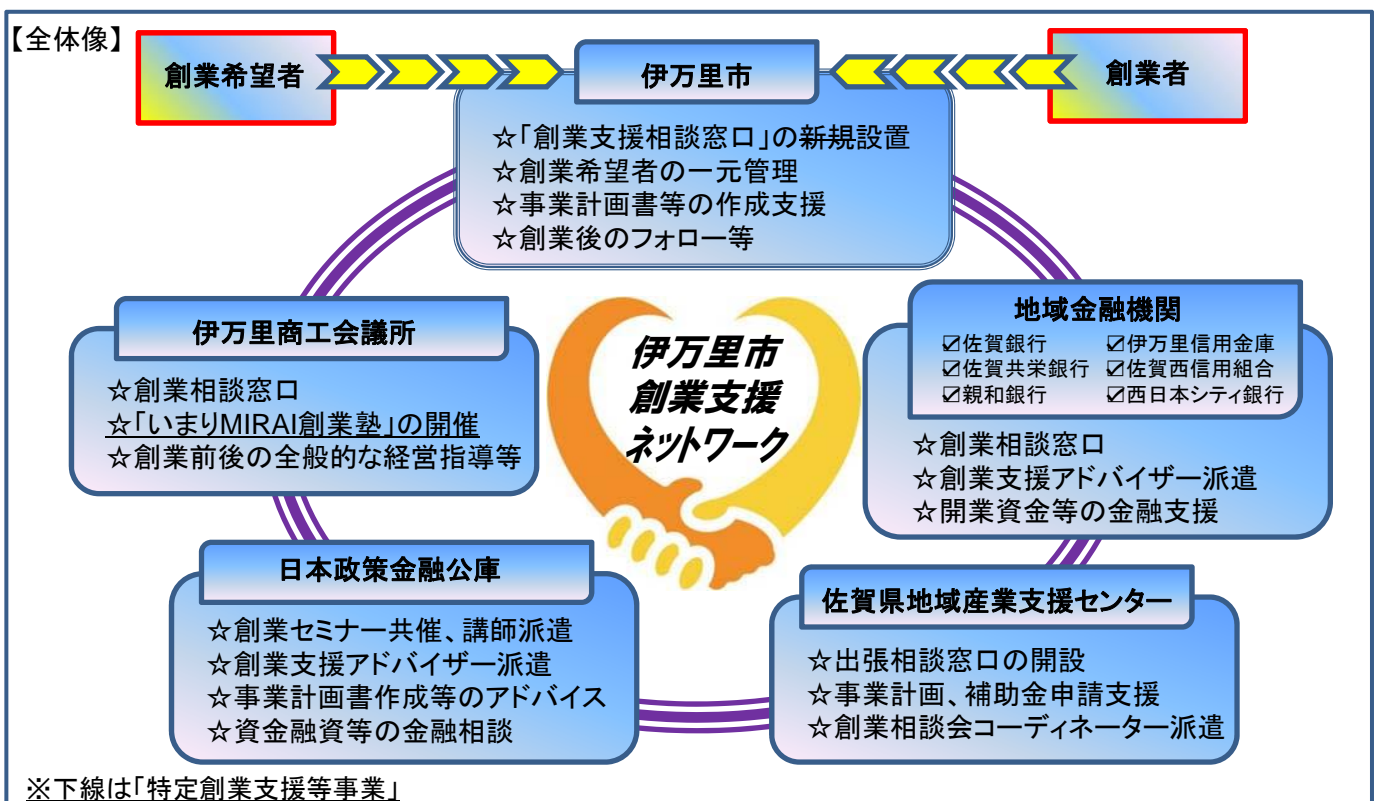 【全体像】
創業希望者
伊万里市
創業者
☆「創業支援相談窓口」の新規設置
☆創業希望者の一元管理
☆事業計画書等の作成支援
☆創業後のフォロー等
伊万里商工会議所
☆創業相談窓口
☆「いまりMIRAI創業塾」の開催
☆創業前後の全般的な経営指導等
伊万里市
創業支援
ネットワーク
地域金融機関
☑佐賀銀行 ☑伊万里信用金庫
☑佐賀共栄銀行 ☑佐賀西信用組合
☑親和銀行 ☑西日本シティ銀行
☆創業相談窓口
☆創業支援アドバイザー派遣
☆開業資金等の金融支援
日本政策金融公庫
☆創業セミナー共催、講師派遣
☆創業支援アドバイザー派遣
☆事業計画書作成等のアドバイス
☆資金融資等の金融相談
佐賀県地域産業支援センター
☆出張相談窓口の開設
☆事業計画、補助金申請支援
☆創業相談会コーディネーター派遣
※下線は「特定創業支援等事業」